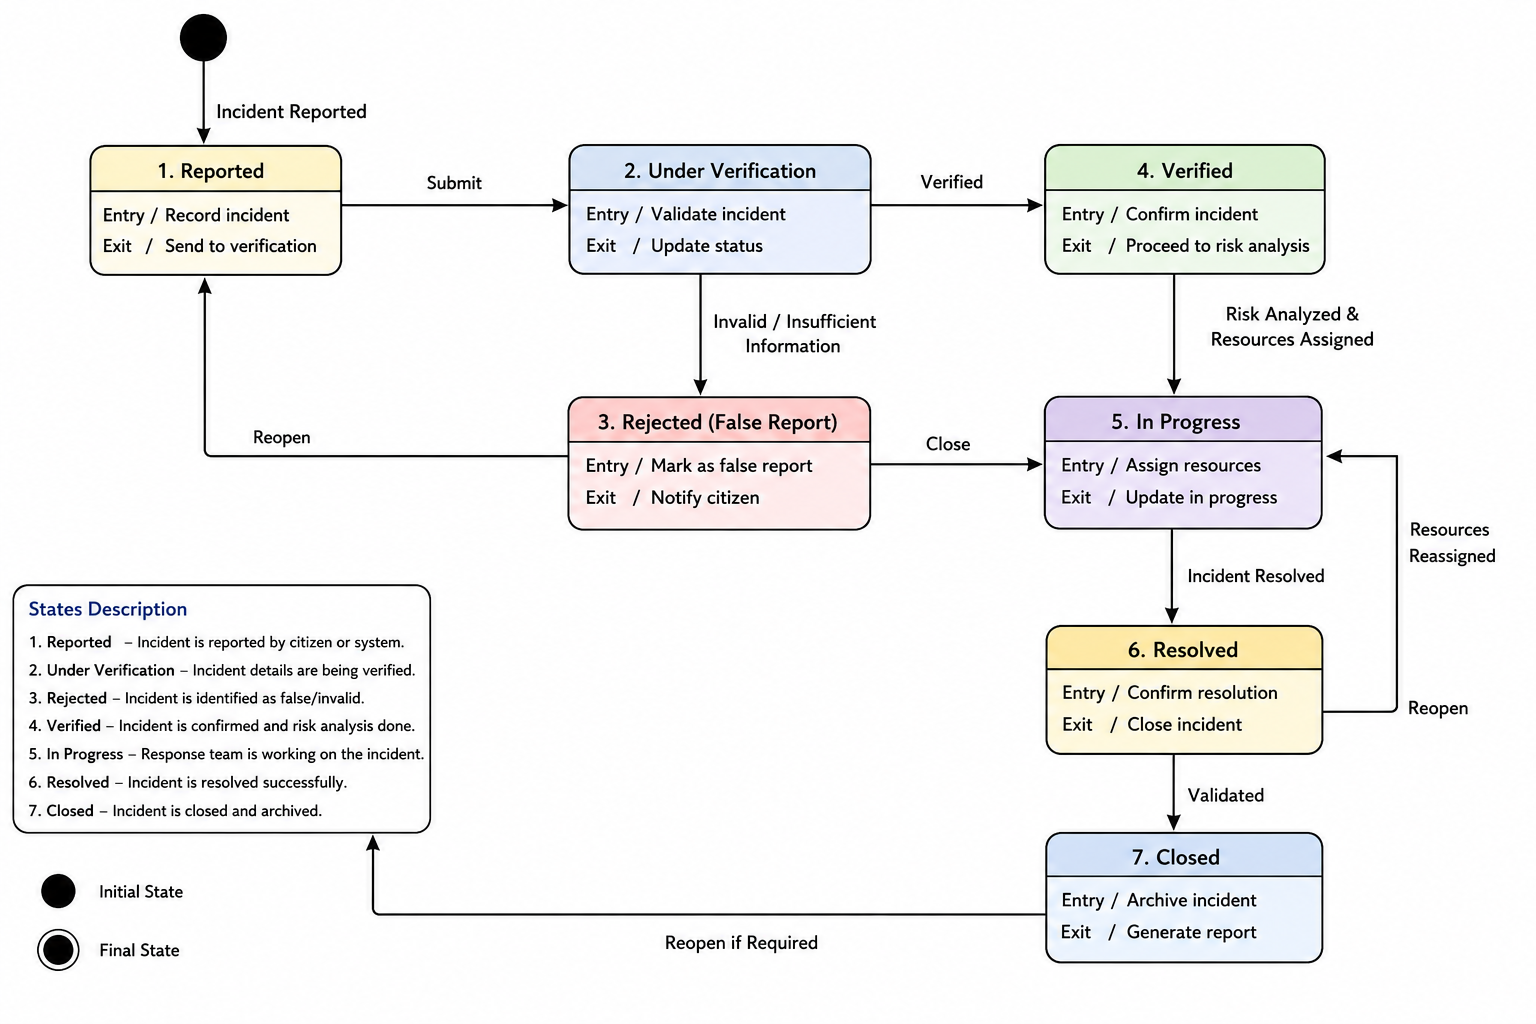 Incident Reported
1. Reported
Entry / Record incident
Exit / Send to verification
Submit
2. Under Verification
Entry / Validate incident
Exit / Update status
Verified
4. Verified
Entry / Confirm incident
Exit / Proceed to risk analysis
Invalid / Insufficient
Information
Risk Analyzed &
Resources Assigned
Reopen
3. Rejected (False Report)
Entry / Mark as false report
Exit / Notify citizen
Close
5. In Progress
Entry / Assign resources
Exit / Update in progress
Resources
Reassigned
Incident Resolved
6. Resolved
Entry / Confirm resolution
Exit / Close incident
Reopen
Validated
7. Closed
Entry / Archive incident
Exit / Generate report
Reopen if Required
States Description
1. Reported – Incident is reported by citizen or system.
2. Under Verification – Incident details are being verified.
3. Rejected – Incident is identified as false/invalid.
4. Verified – Incident is confirmed and risk analysis done.
5. In Progress – Response team is working on the incident.
6. Resolved – Incident is resolved successfully.
7. Closed – Incident is closed and archived.
Initial State
Final State